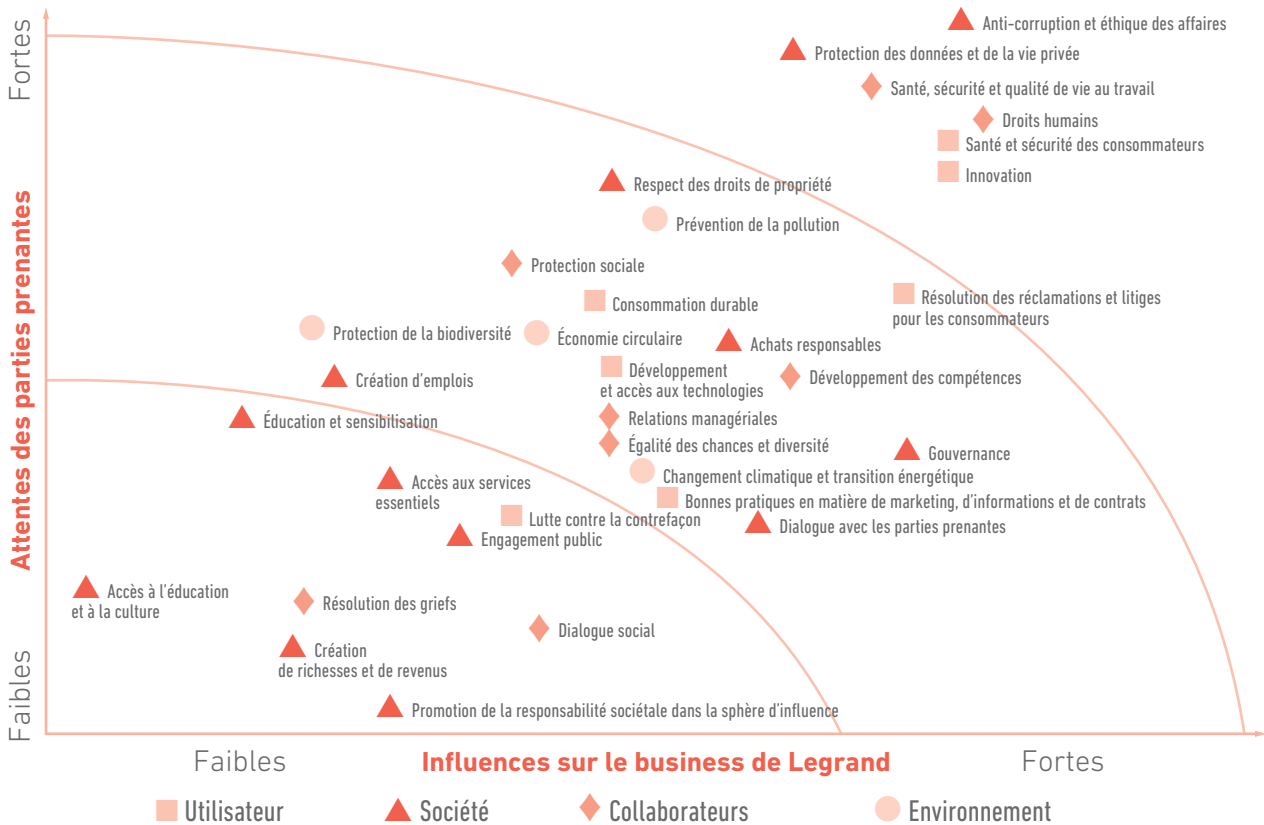 Fortes
Attentes des parties prenantes
Faibles
Anti-corruption et éthique des affaires
Protection des données et de la vie privée
Santé, sécurité et qualité de vie au travail
Droits humains
Santé et sécurité des consommateurs
Innovation
Respect des droits de propriété
Prévention de la pollution
Protection sociale
Consommation durable
Résolution des réclamations et litiges
pour les consommateurs
Protection de la biodiversité
Économie circulaire
Achats responsables
Création d'emplois
Développement
et accès aux technologies
Développement des compétences
Éducation et sensibilisation
Relations managériales
Égalité des chances et diversité
Gouvernance
Changement climatique et transition énergétique
Accès aux services
essentiels
Bonnes pratiques en matière de marketing, d'informations et de contrats
Lutte contre la contrefaçon
Dialogue avec les parties prenantes
Engagement public
Accès à l'éducation
et à la culture
Résolution des griefs
Dialogue social
Création
de richesses et de revenus
Promotion de la responsabilité sociétale dans la sphère d'influence
Faibles
Influences sur le business de Legrand
Fortes
Utilisateur
Société
Collaborateurs
Environnement